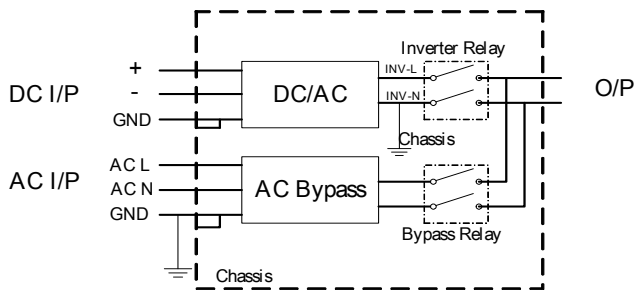 Inverter Relay
+
INV-L
DC I/P
-
DC/AC
INV-N
O/P
GND
Chassis
AC L
AC I/P
AC N
AC Bypass
GND
Bypass Relay
Chassis